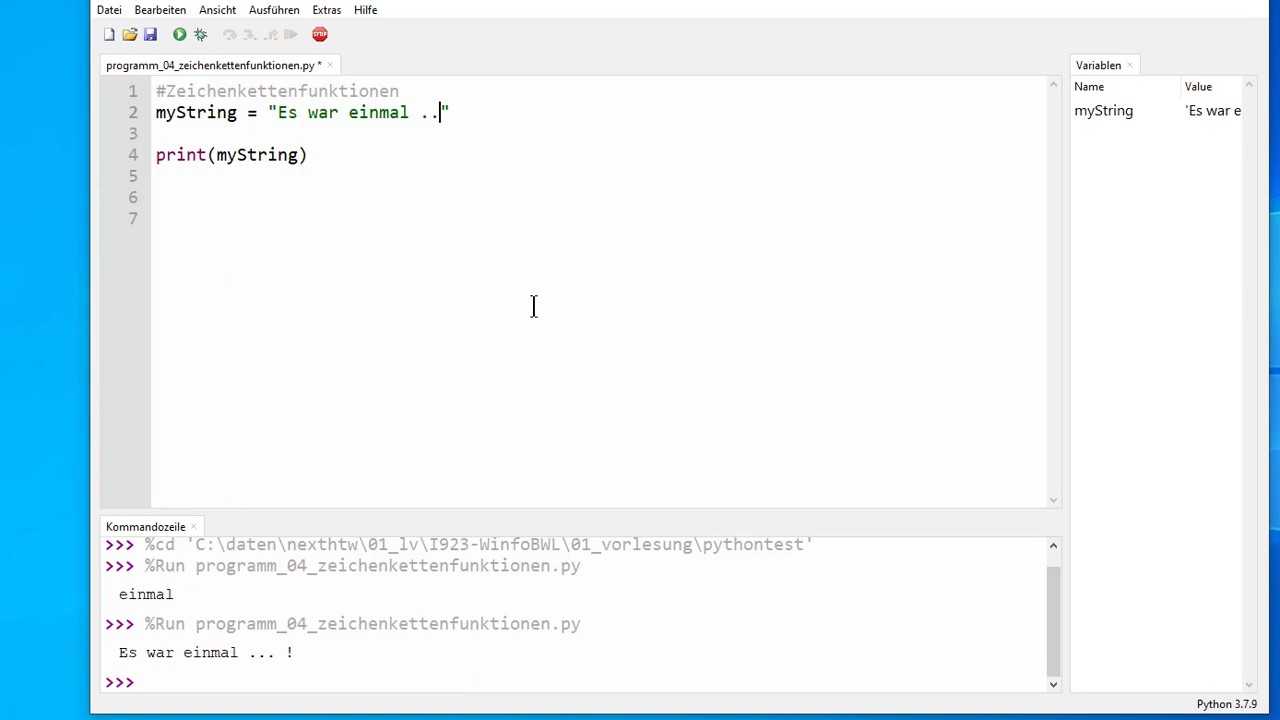 Datei Bearbeiten Ansicht Ausführen Extras Hilfe
STOP
programm_04_zeichenkettenfunktionen.py * ×
Variablen ×
1 #Zeichenkettenfunktionen
2 myString = "Es war einmal .."
3
4 print(myString)
5
6
7
Name Value
myString 'Es war e
Kommandozeile ×
>>> %cd 'C:\daten\nexthtw\01_lv\I923-WinfoBWL\01_vorlesung\pythontest'
>>> %Run programm_04_zeichenkettenfunktionen.py
einmal
>>> %Run programm_04_zeichenkettenfunktionen.py
Es war einmal ... !
>>>
Python 3.7.9